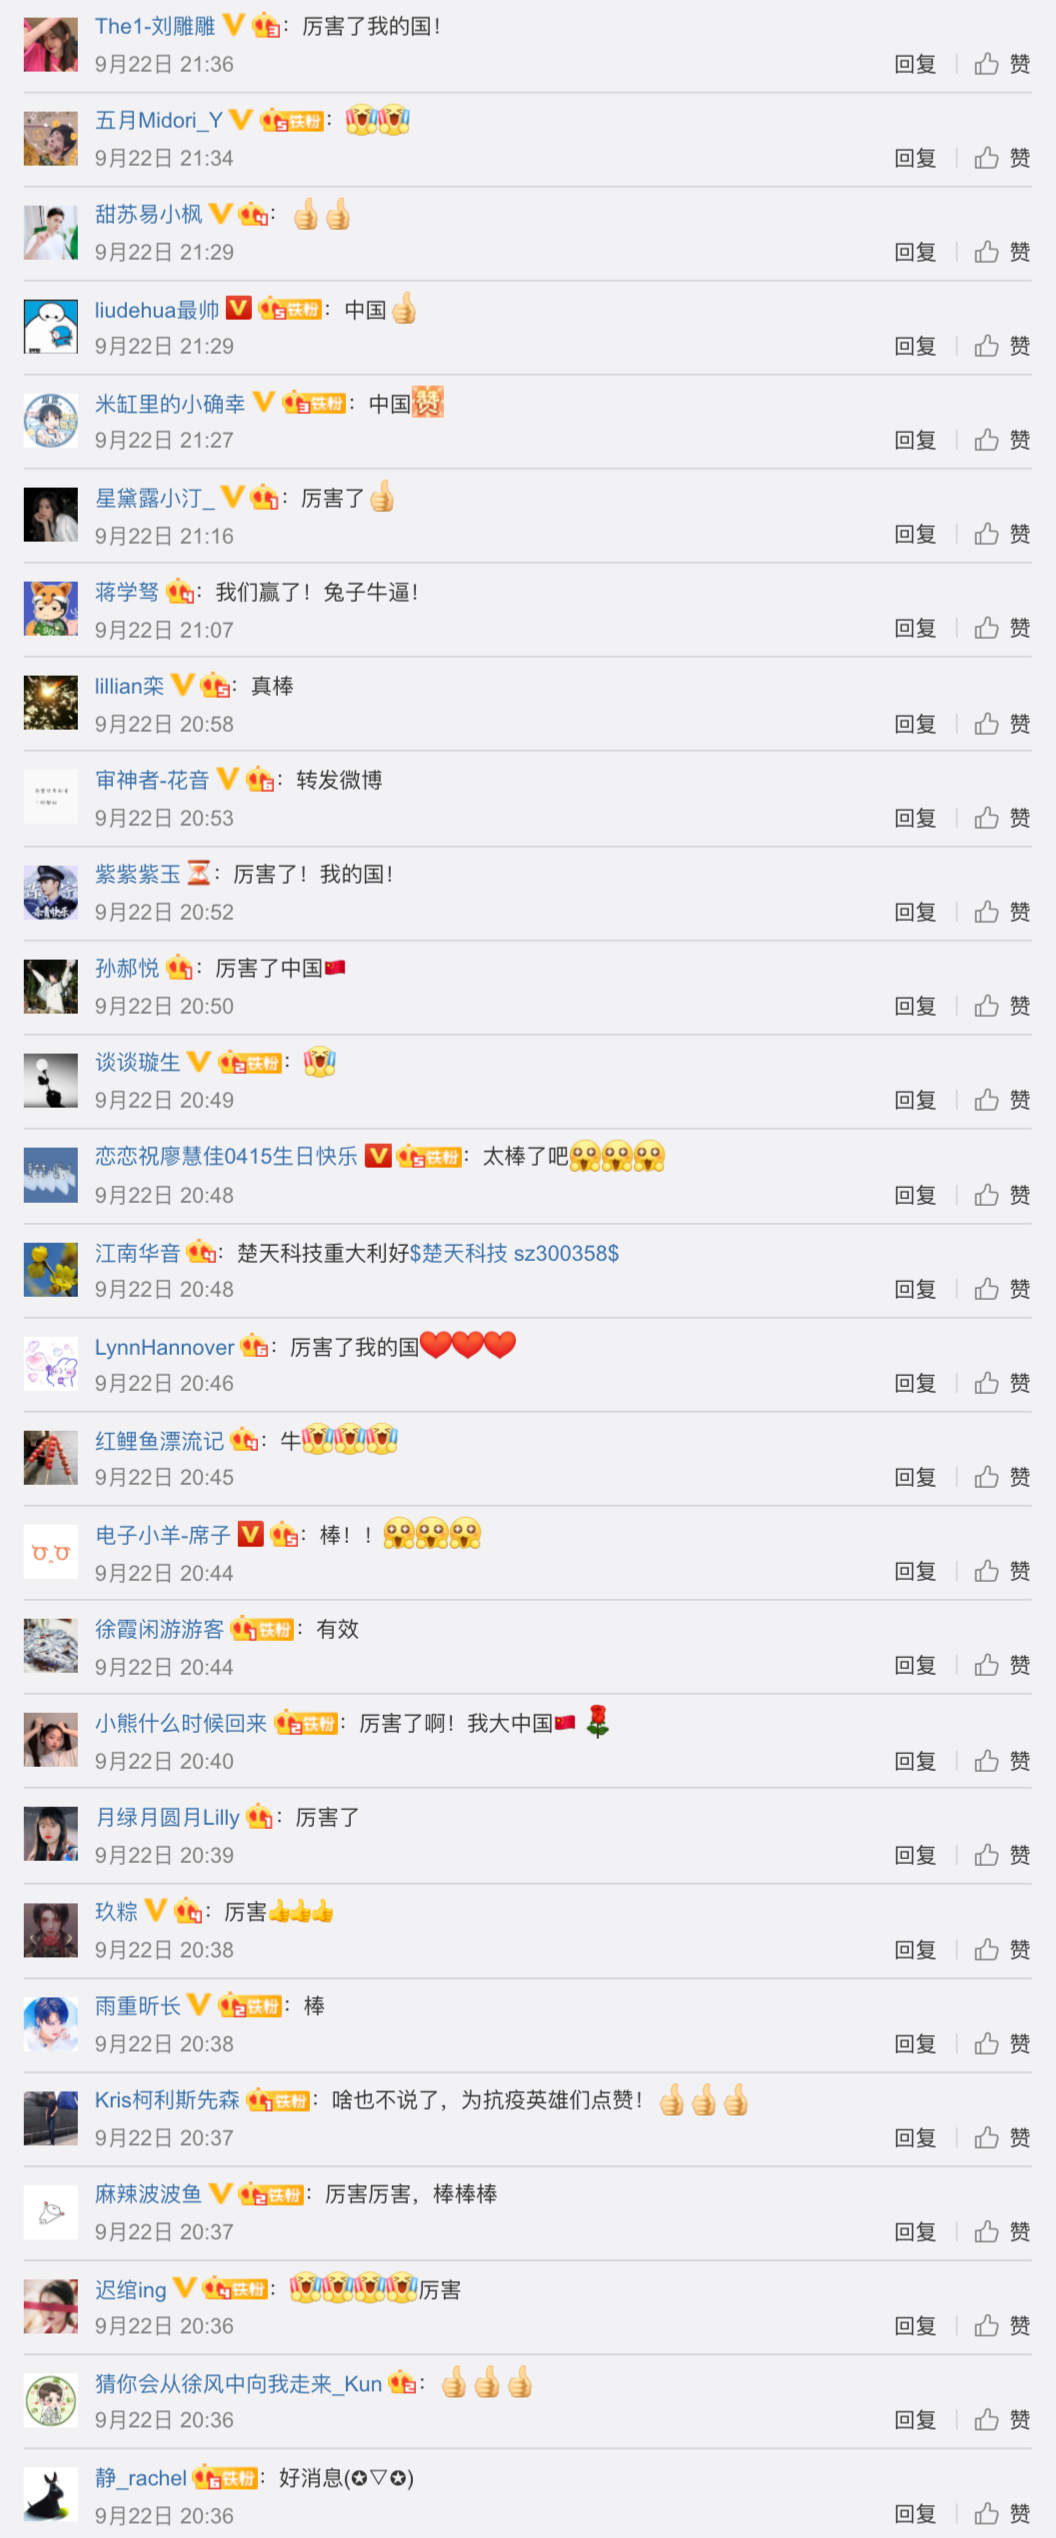 The1-刘雕雕：厉害了我的国！
9月22日 21:36 回复 赞
五月Midori_Y 铁粉：
9月22日 21:34 回复 赞
甜苏易小枫：
9月22日 21:29 回复 赞
liudehua最帅 铁粉：中国
9月22日 21:29 回复 赞
米缸里的小确幸 铁粉：中国赞
9月22日 21:27 回复 赞
星黛露小汀_：厉害了
9月22日 21:16 回复 赞
蒋学驽：我们赢了！兔子牛逼！
9月22日 21:07 回复 赞
lillian栾：真棒
9月22日 20:58 回复 赞
审神者-花音：转发微博
9月22日 20:53 回复 赞
紫紫紫玉：厉害了！我的国！
9月22日 20:52 回复 赞
孙郝悦：厉害了中国🇨🇳
9月22日 20:50 回复 赞
谈谈璇生 铁粉：
9月22日 20:49 回复 赞
恋恋祝廖慧佳0415生日快乐 铁粉：太棒了吧
9月22日 20:48 回复 赞
江南华音：楚天科技重大利好$楚天科技 sz300358$
9月22日 20:48 回复 赞
LynnHannover：厉害了我的国❤❤❤
9月22日 20:46 回复 赞
红鲤鱼漂流记：牛
9月22日 20:45 回复 赞
电子小羊-席子：棒！！
9月22日 20:44 回复 赞
徐霞闲游游客 铁粉：有效
9月22日 20:44 回复 赞
小熊什么时候回来 铁粉：厉害了啊！我大中国🇨🇳🌹
9月22日 20:40 回复 赞
月绿月圆月Lilly：厉害了
9月22日 20:39 回复 赞
玖粽：厉害👍👍👍
9月22日 20:38 回复 赞
雨重昕长 铁粉：棒
9月22日 20:38 回复 赞
Kris柯利斯先森 铁粉：啥也不说了，为抗疫英雄们点赞！
9月22日 20:37 回复 赞
麻辣波波鱼 铁粉：厉害厉害，棒棒棒
9月22日 20:37 回复 赞
迟绾ing 铁粉：厉害
9月22日 20:36 回复 赞
猜你会从徐风中向我走来_Kun：
9月22日 20:36 回复 赞
静_rachel 铁粉：好消息(✪▽✪)
9月22日 20:36 回复 赞